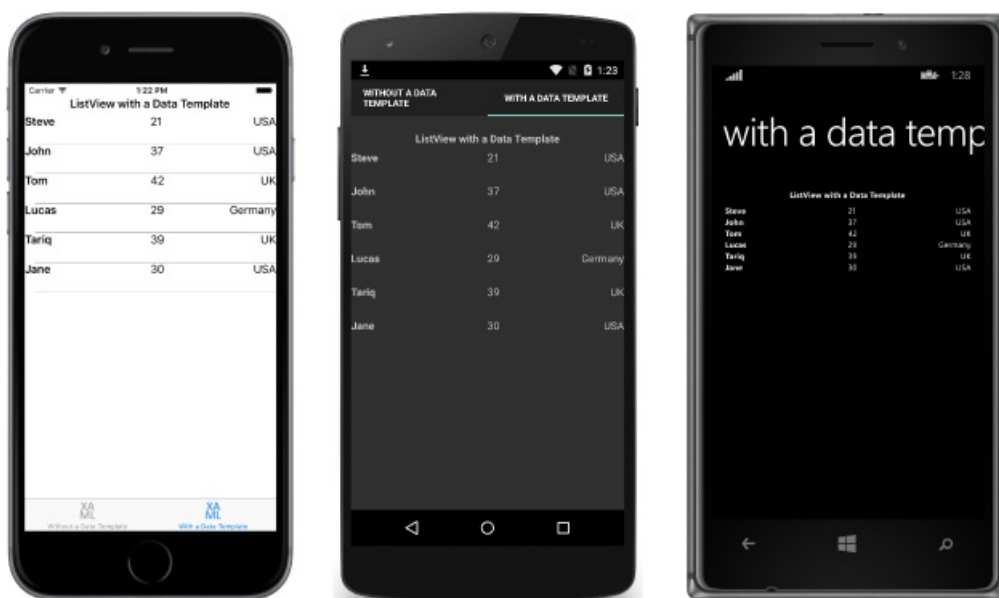 Carrier 1:22 PM
ListView with a Data Template
Steve 21 USA
John 37 USA
Tom 42 UK
Lucas 29 Germany
Tariq 39 UK
Jane 30 USA
XA
ML
Without a Data Template
XA
ML
With a Data Template
1:23
WITHOUT A DATA
TEMPLATE
WITH A DATA TEMPLATE
ListView with a Data Template
Steve 21 USA
John 37 USA
Tom 42 UK
Lucas 29 Germany
Tariq 39 UK
Jane 30 USA
1:28
with a data temp
ListView with a Data Template
Steve 21 USA
John 37 USA
Tom 42 UK
Lucas 29 Germany
Tariq 39 UK
Jane 30 USA